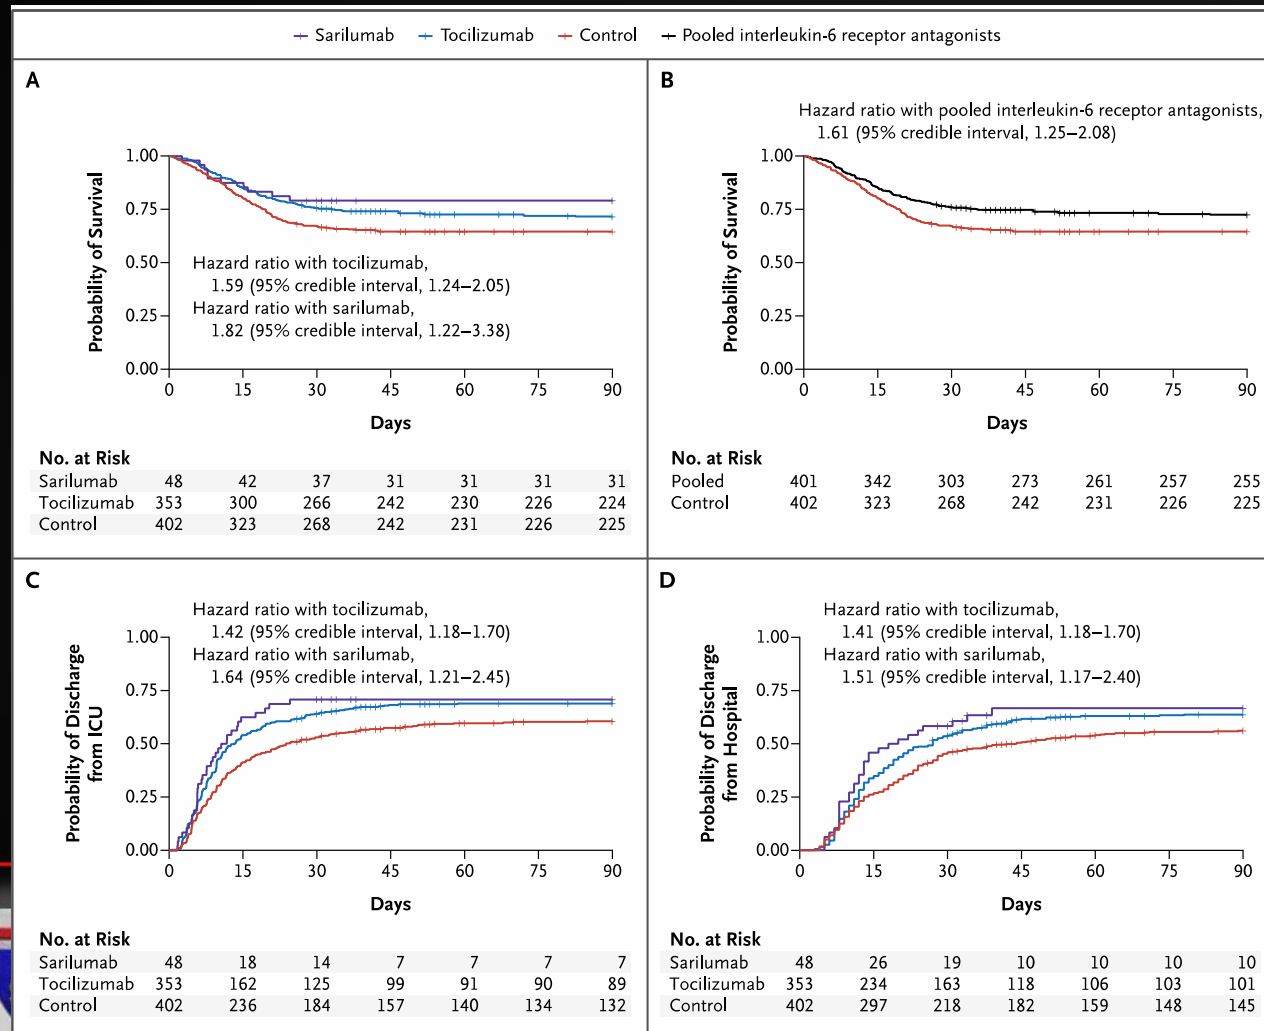 Sarilumab Tocilizumab Control Pooled interleukin-6 receptor antagonists
A
Hazard ratio with tocilizumab,
1.59 (95% credible interval, 1.24–2.05)
Hazard ratio with sarilumab,
1.82 (95% credible interval, 1.22–3.38)
Probability of Survival
1.00
0.75
0.50
0.25
0.00
0 15 30 45 60 75 90
Days
No. at Risk
Sarilumab 48 42 37 31 31 31 31
Tocilizumab 353 300 266 242 230 226 224
Control 402 323 268 242 231 226 225
B
Hazard ratio with pooled interleukin-6 receptor antagonists,
1.61 (95% credible interval, 1.25–2.08)
Probability of Survival
1.00
0.75
0.50
0.25
0.00
0 15 30 45 60 75 90
Days
No. at Risk
Pooled 401 342 303 273 261 257 255
Control 402 323 268 242 231 226 225
C
Hazard ratio with tocilizumab,
1.42 (95% credible interval, 1.18–1.70)
Hazard ratio with sarilumab,
1.64 (95% credible interval, 1.21–2.45)
Probability of Discharge
from ICU
1.00
0.75
0.50
0.25
0.00
0 15 30 45 60 75 90
Days
No. at Risk
Sarilumab 48 18 14 7 7 7 7
Tocilizumab 353 162 125 99 91 90 89
Control 402 236 184 157 140 134 132
D
Hazard ratio with tocilizumab,
1.41 (95% credible interval, 1.18–1.70)
Hazard ratio with sarilumab,
1.51 (95% credible interval, 1.17–2.40)
Probability of Discharge
from Hospital
1.00
0.75
0.50
0.25
0.00
0 15 30 45 60 75 90
Days
No. at Risk
Sarilumab 48 26 19 10 10 10 10
Tocilizumab 353 234 163 118 106 103 101
Control 402 297 218 182 159 148 145